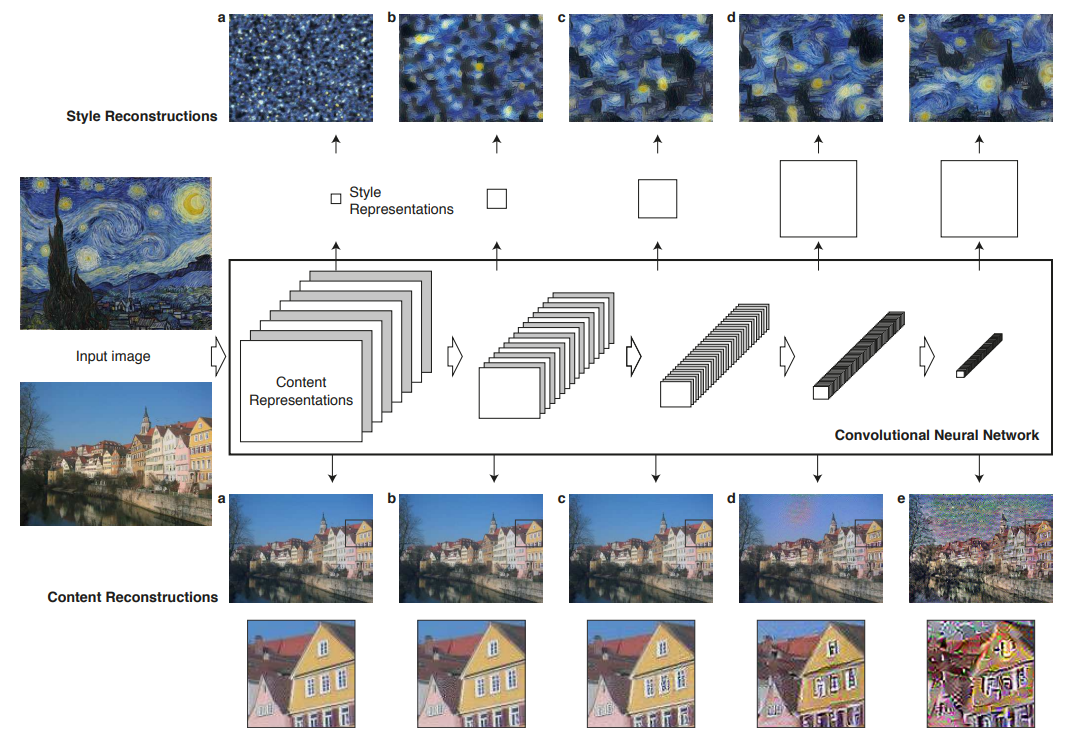 a
b
c
d
e
Style Reconstructions
Style
Representations
Input image
Content
Representations
Convolutional Neural Network
a
b
c
d
e
Content Reconstructions